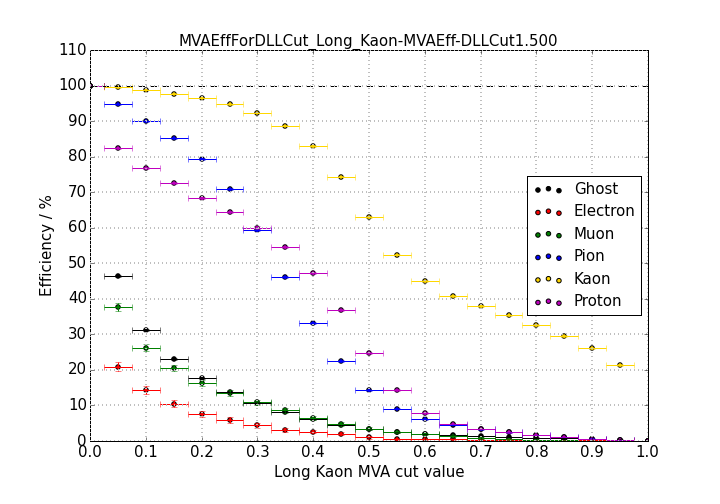 MVAEffForDLLCut_Long_Kaon-MVAEff-DLLCut1.500
110
100
90
80
70
60
50
40
30
20
10
0
Efficiency / %
Ghost
Electron
Muon
Pion
Kaon
Proton
0.0 0.1 0.2 0.3 0.4 0.5 0.6 0.7 0.8 0.9 1.0
Long Kaon MVA cut value